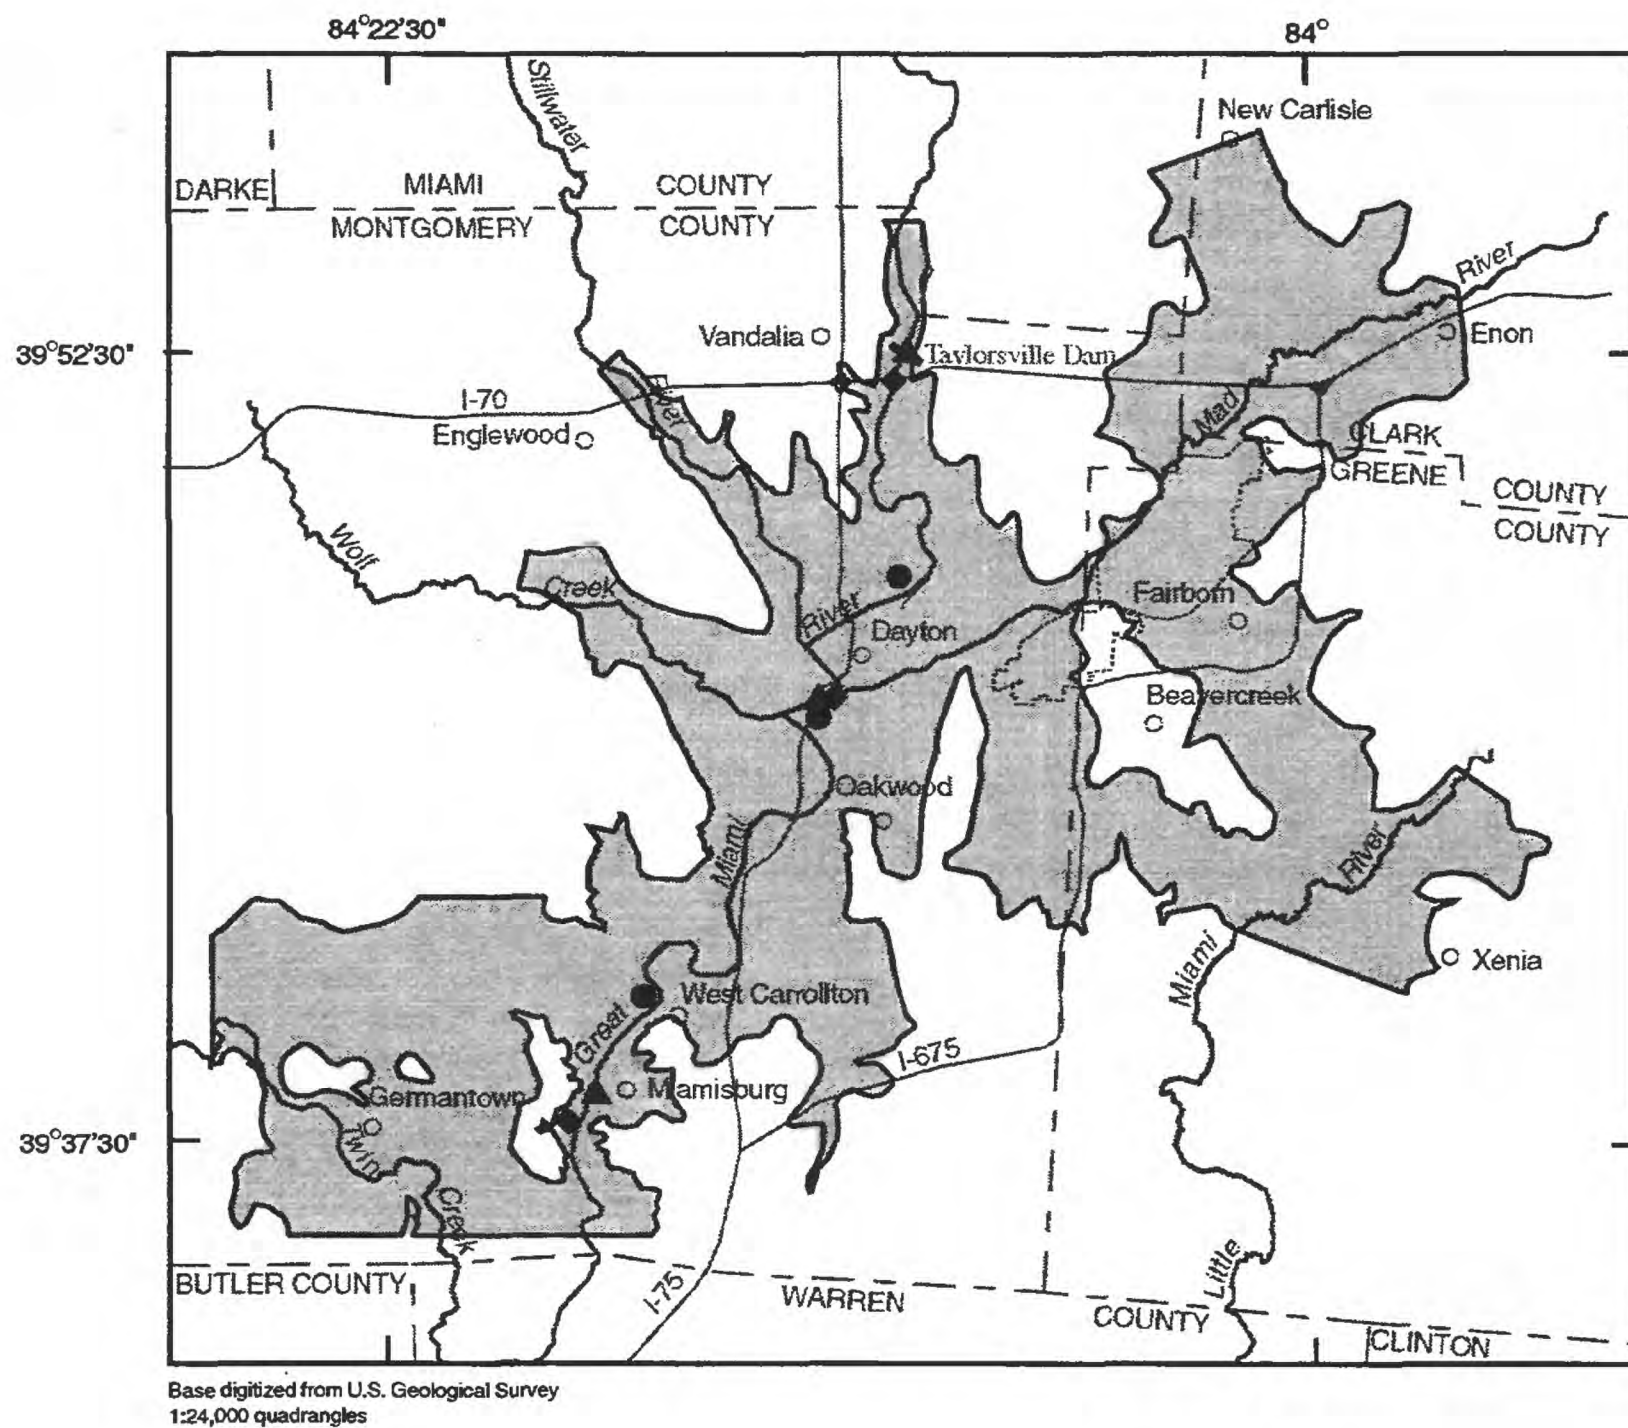 84°22'30"
84°
Stillwater
New Carlisle
DARKE
MIAMI
COUNTY
MONTGOMERY
COUNTY
River
Vandalia
Enon
39°52'30"
Taylorsville Dam
I-70
River
Mad
Englewood
CLARK
GREENE
COUNTY
COUNTY
Wolf
Creek
Fairborn
River
Dayton
Beavercreek
Oakwood
Miami
River
Miami
Xenia
West Carrollton
Great
I-675
Germantown
Miamisburg
39°37'30"
Twin
Creek
Little
BUTLER COUNTY
I-75
WARREN
COUNTY
CLINTON
Base digitized from U.S. Geological Survey
1:24,000 quadrangles